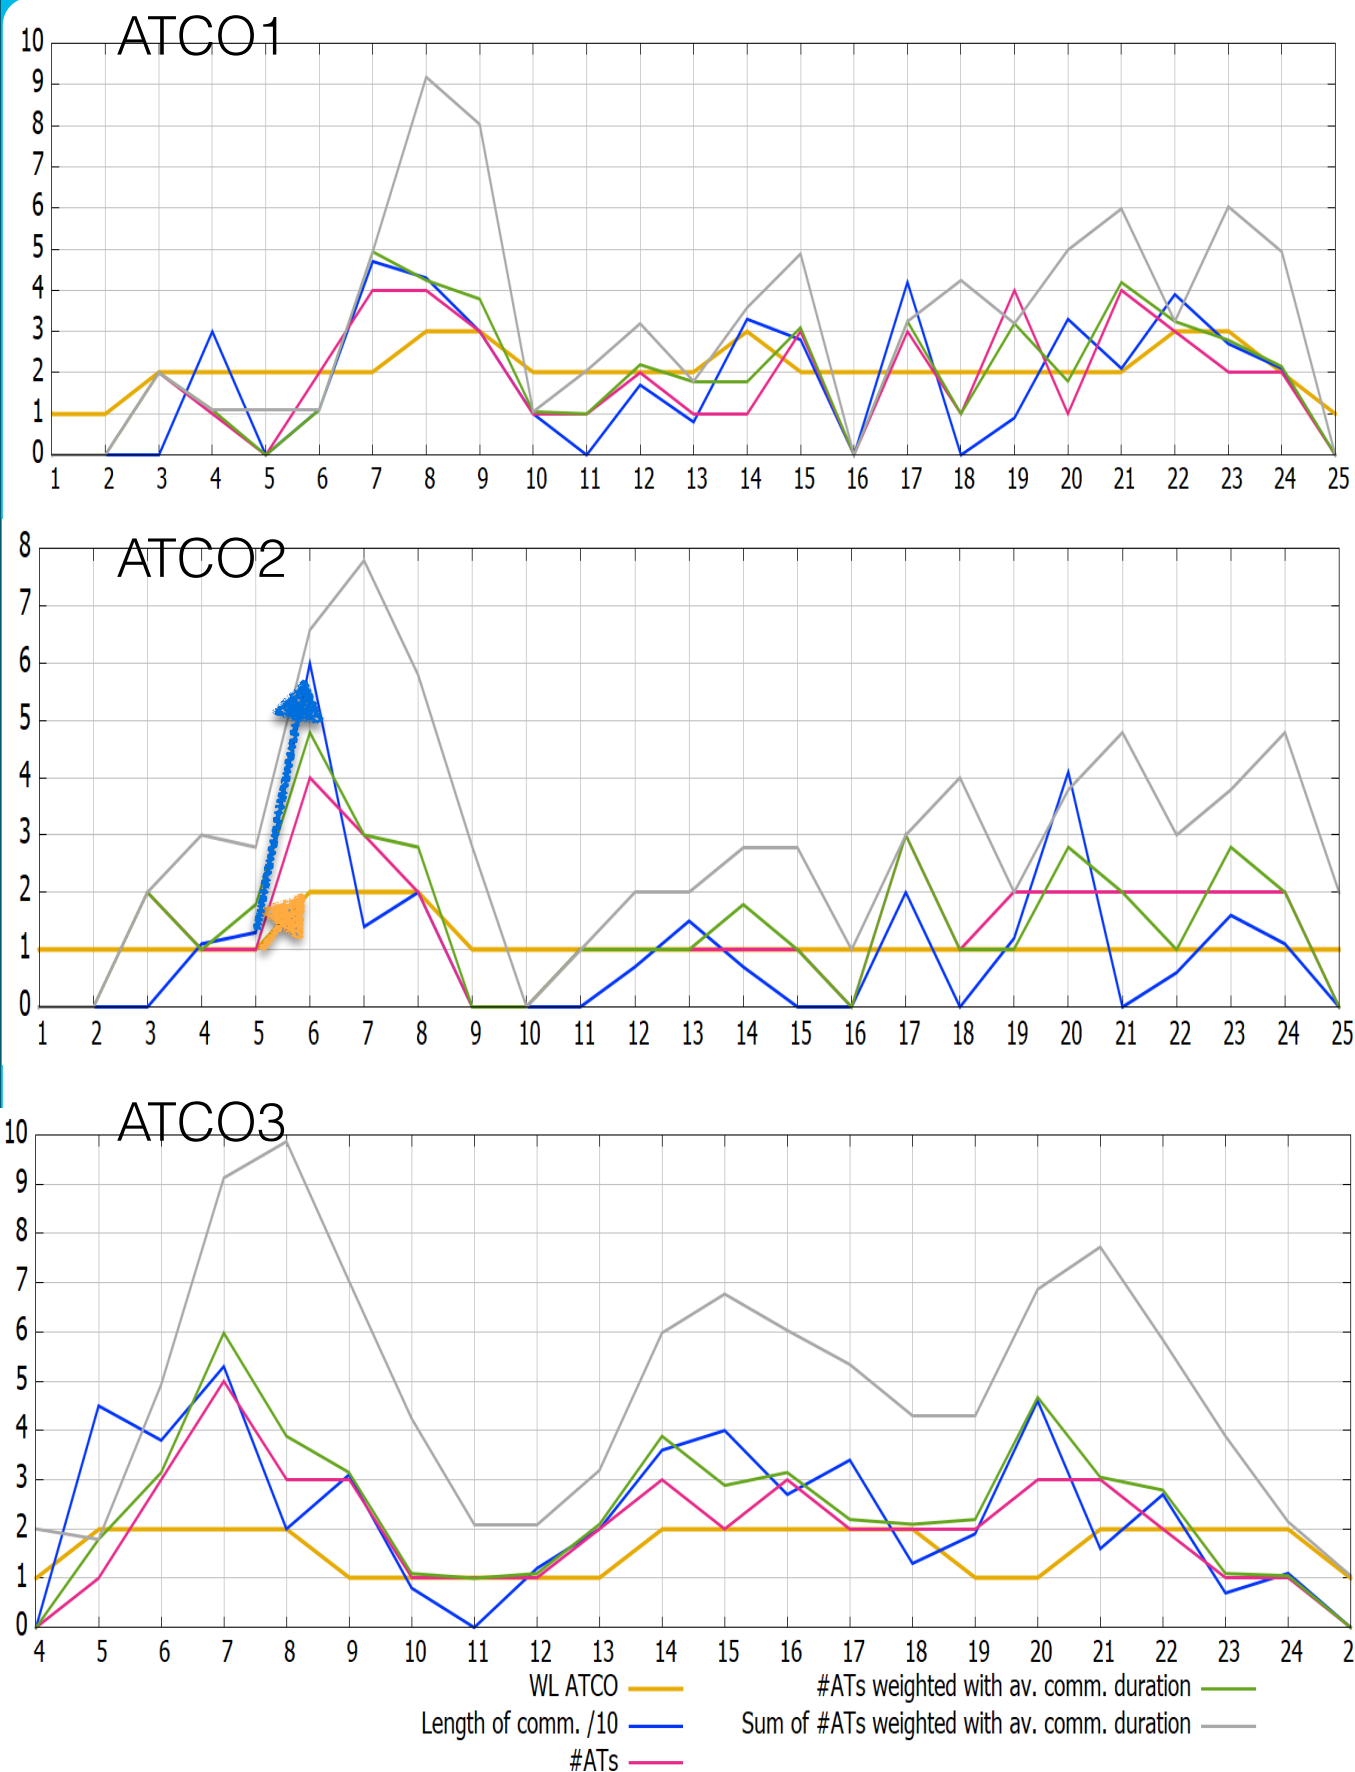 ATCO1
10
9
8
7
6
5
4
3
2
1
0
1 2 3 4 5 6 7 8 9 10 11 12 13 14 15 16 17 18 19 20 21 22 23 24 25
ATCO2
8
7
6
5
4
3
2
1
0
1 2 3 4 5 6 7 8 9 10 11 12 13 14 15 16 17 18 19 20 21 22 23 24 25
ATCO3
10
9
8
7
6
5
4
3
2
1
0
4 5 6 7 8 9 10 11 12 13 14 15 16 17 18 19 20 21 22 23 24 2
WL ATCO
Length of comm. /10
#ATs
#ATs weighted with av. comm. duration
Sum of #ATs weighted with av. comm. duration